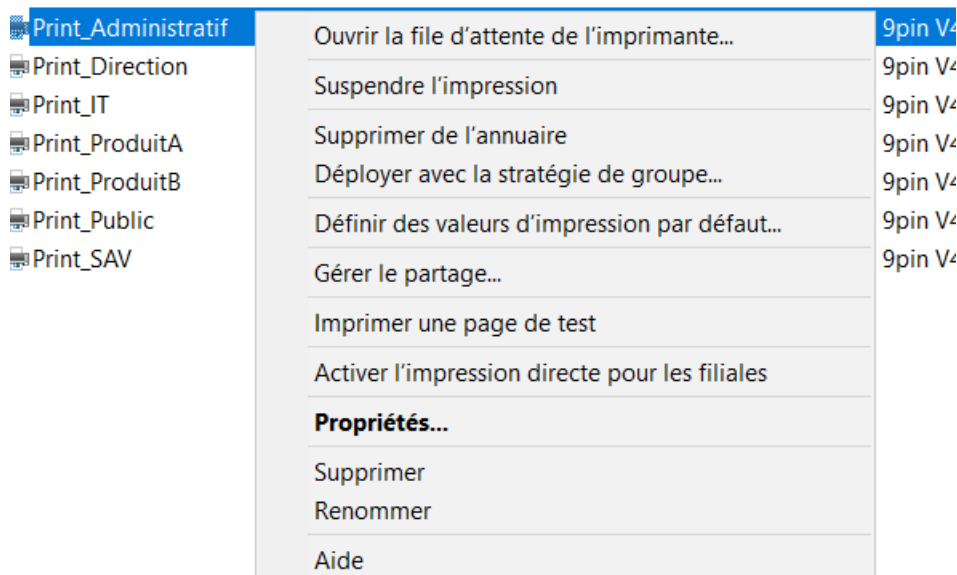 Print_Administratif
Print_Direction
Print_IT
Print_ProduitA
Print_ProduitB
Print_Public
Print_SAV
Ouvrir la file d’attente de l’imprimante...
Suspendre l’impression
Supprimer de l’annuaire
Déployer avec la stratégie de groupe...
Définir des valeurs d’impression par défaut...
Gérer le partage...
Imprimer une page de test
Activer l’impression directe pour les filiales
Propriétés...
Supprimer
Renommer
Aide
9pin V4
9pin V4
9pin V4
9pin V4
9pin V4
9pin V4
9pin V4